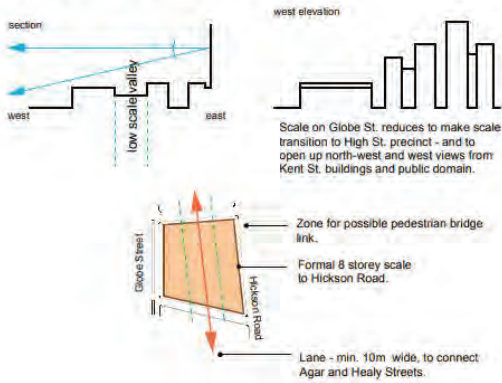 section
west elevation
low scale valley
west
east
Scale on Globe St. reduces to make scale
transition to High St. precinct - and to
open up north-west and west views from
Kent St. buildings and public domain.
Globe Street
Hickson Road
Zone for possible pedestrian bridge
link.
Formal 8 storey scale
to Hickson Road.
Lane - min. 10m wide, to connect
Agar and Healy Streets.